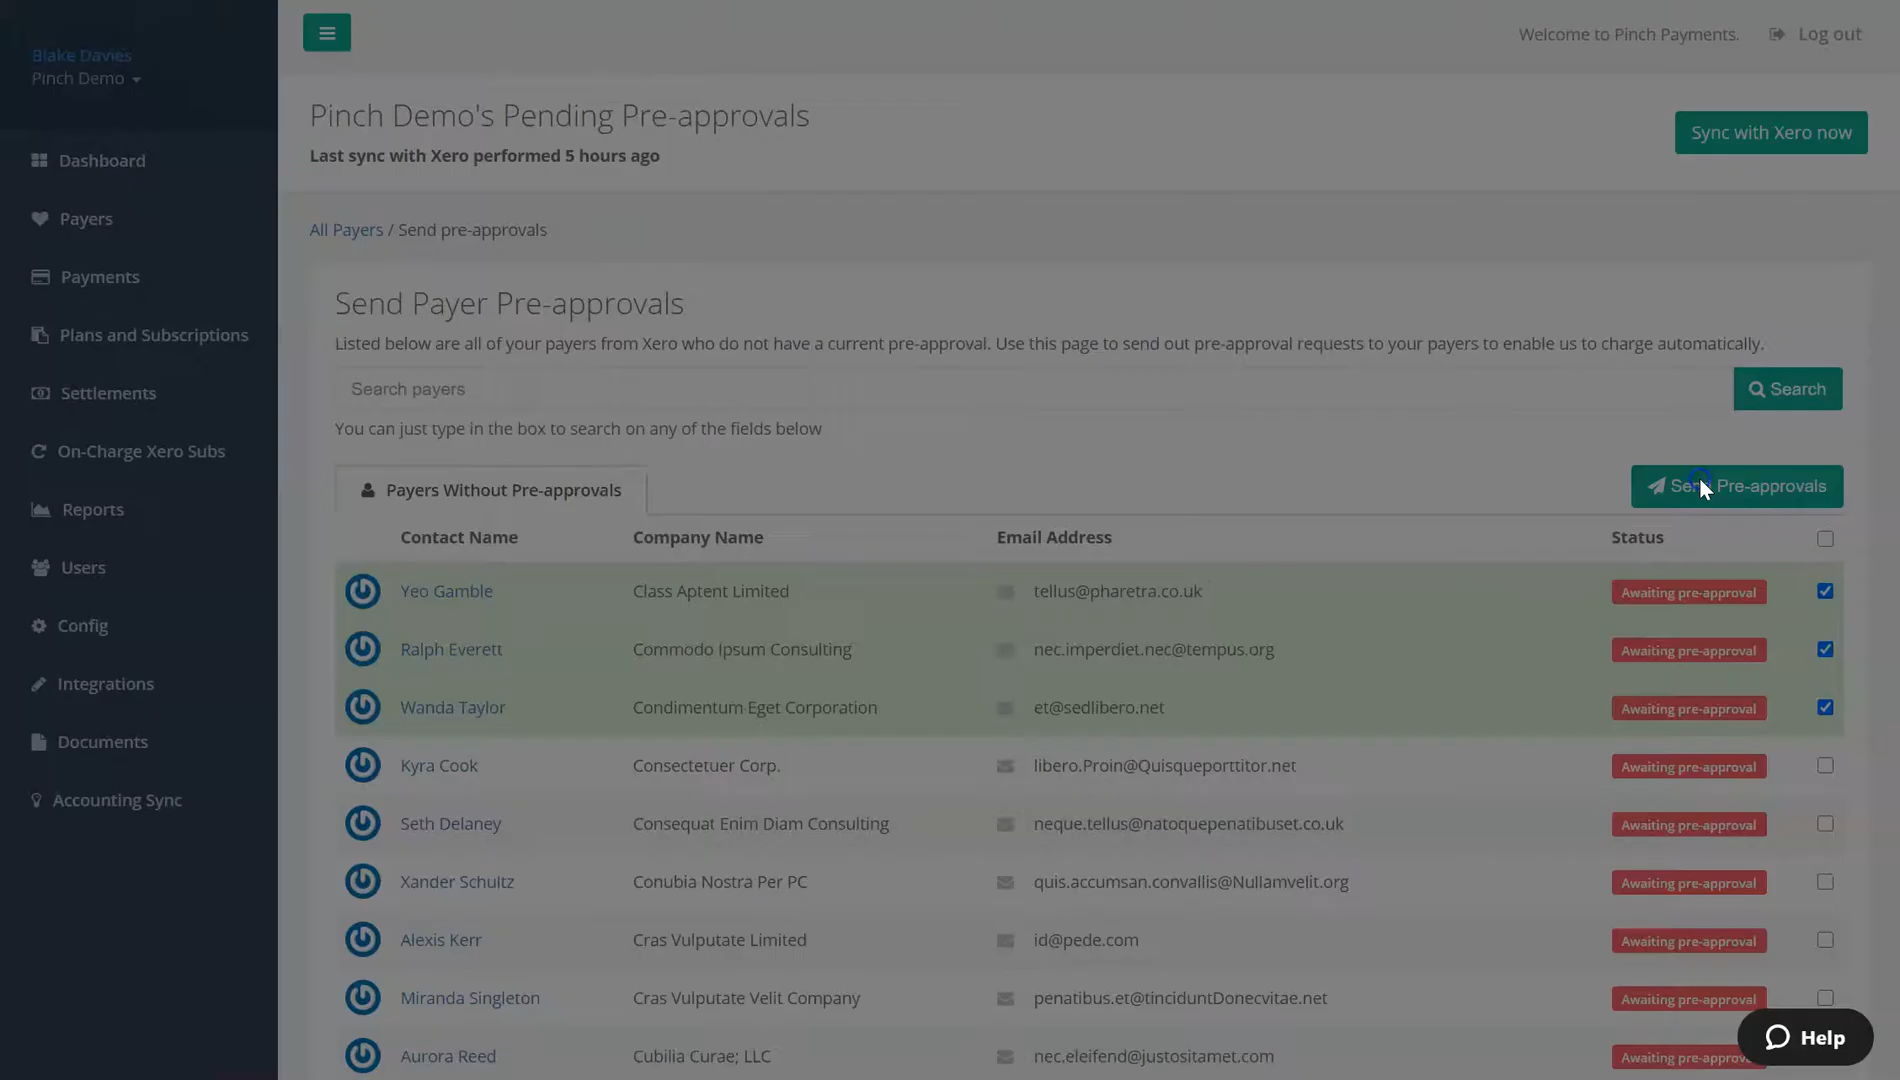 Blake Davies
Pinch Demo
Dashboard
Payers
Payments
Plans and Subscriptions
Settlements
On-Charge Xero Subs
Reports
Users
Config
Integrations
Documents
Accounting Sync
Welcome to Pinch Payments.
Log out
Pinch Demo's Pending Pre-approvals
Last sync with Xero performed 5 hours ago
Sync with Xero now
All Payers / Send pre-approvals
Send Payer Pre-approvals
Listed below are all of your payers from Xero who do not have a current pre-approval. Use this page to send out pre-approval requests to your payers to enable us to charge automatically.
Search payers
Search
You can just type in the box to search on any of the fields below
Payers Without Pre-approvals
Send Pre-approvals
Contact Name Company Name Email Address Status
Yeo Gamble Class Aptent Limited tellus@pharetra.co.uk Awaiting pre-approval
Ralph Everett Commodo Ipsum Consulting nec.imperdiet.nec@tempus.org Awaiting pre-approval
Wanda Taylor Condimentum Eget Corporation et@sedlibero.net Awaiting pre-approval
Kyra Cook Consectetuer Corp. libero.Proin@Quisqueporttitor.net Awaiting pre-approval
Seth Delaney Consequat Enim Diam Consulting neque.tellus@natoquepenatibuset.co.uk Awaiting pre-approval
Xander Schultz Conubia Nostra Per PC quis.accumsan.convallis@Nullamvelit.org Awaiting pre-approval
Alexis Kerr Cras Vulputate Limited id@pede.com Awaiting pre-approval
Miranda Singleton Cras Vulputate Velit Company penatibus.et@tinciduntDonecvitae.net Awaiting pre-approval
Aurora Reed Cubilia Curae; LLC nec.eleifend@justositamet.com Awaiting
Help